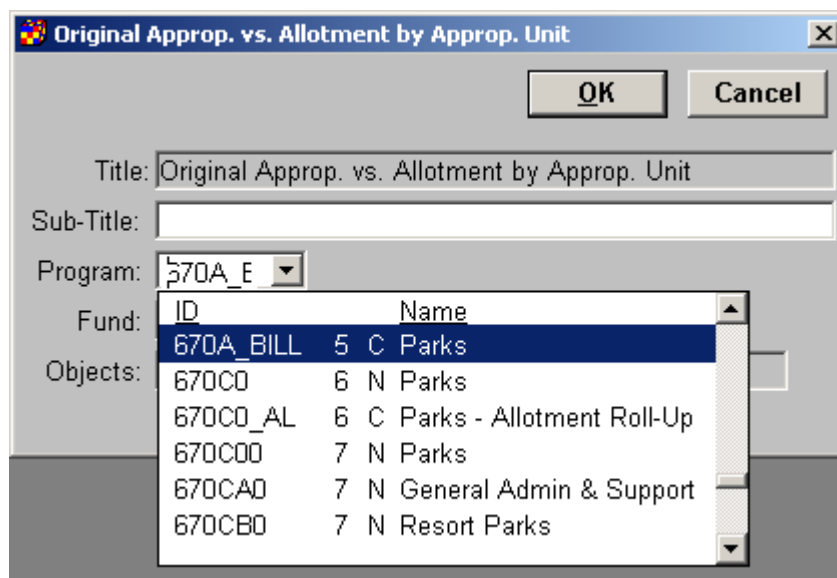 Original Approp. vs. Allotment by Approp. Unit
OK Cancel
Title: Original Approp. vs. Allotment by Approp. Unit
Sub-Title:
Program: 670A_B
Fund:
Objects:
ID Name
670A_BILL 5 C Parks
670C0 6 N Parks
670C0_AL 6 C Parks - Allotment Roll-Up
670C00 7 N Parks
670CA0 7 N General Admin & Support
670CB0 7 N Resort Parks